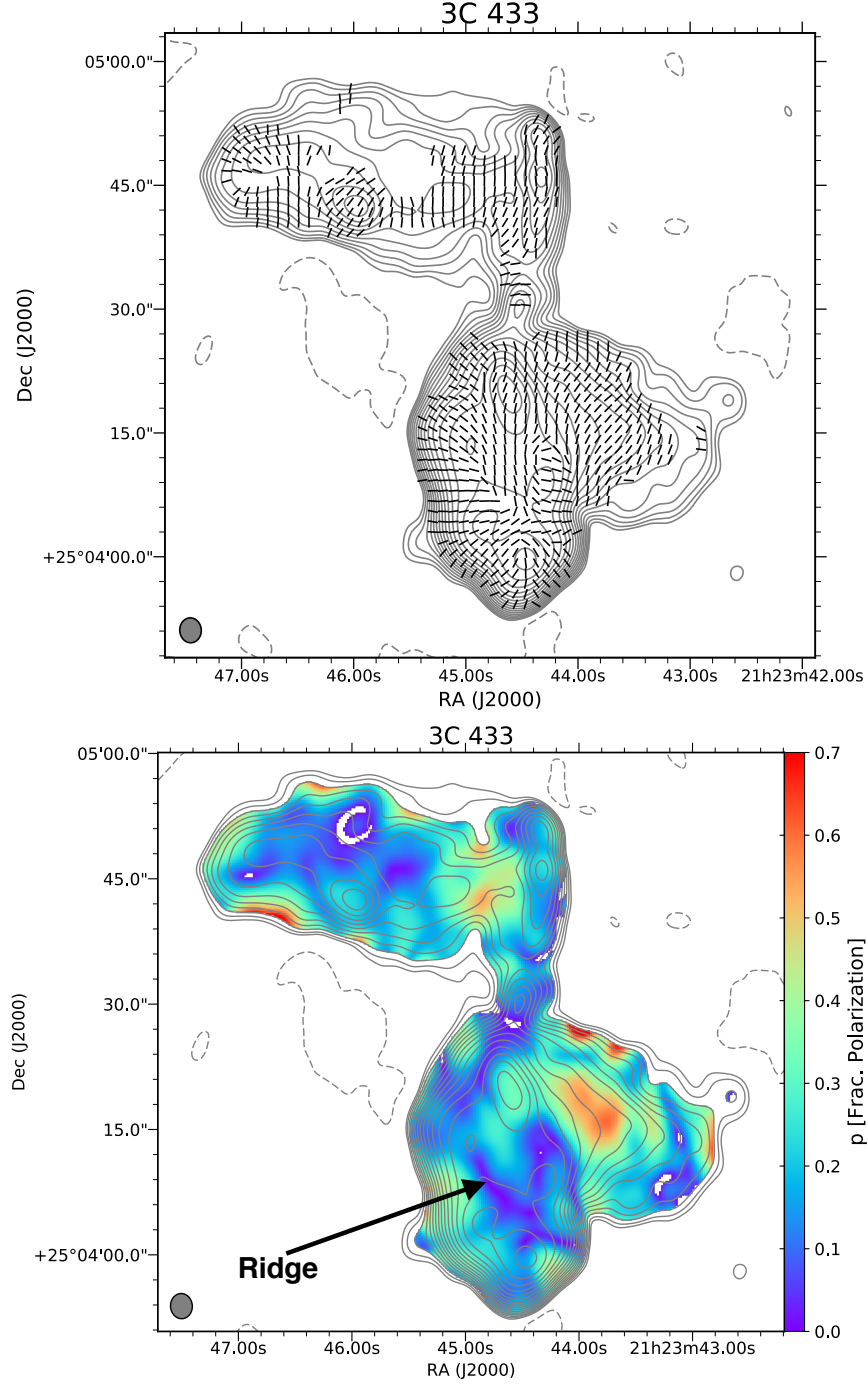 3C 433
05'00.0"
45.0"
30.0"
15.0"
+25°04'00.0"
Dec (J2000)
47.00s 46.00s 45.00s 44.00s 43.00s 21h23m42.00s
RA (J2000)
3C 433
05'00.0"
45.0"
30.0"
15.0"
+25°04'00.0"
Dec (J2000)
Ridge
47.00s 46.00s 45.00s 44.00s 21h23m43.00s
RA (J2000)
0.7
0.6
0.5
0.4
0.3
0.2
0.1
0.0
p [Frac. Polarization]